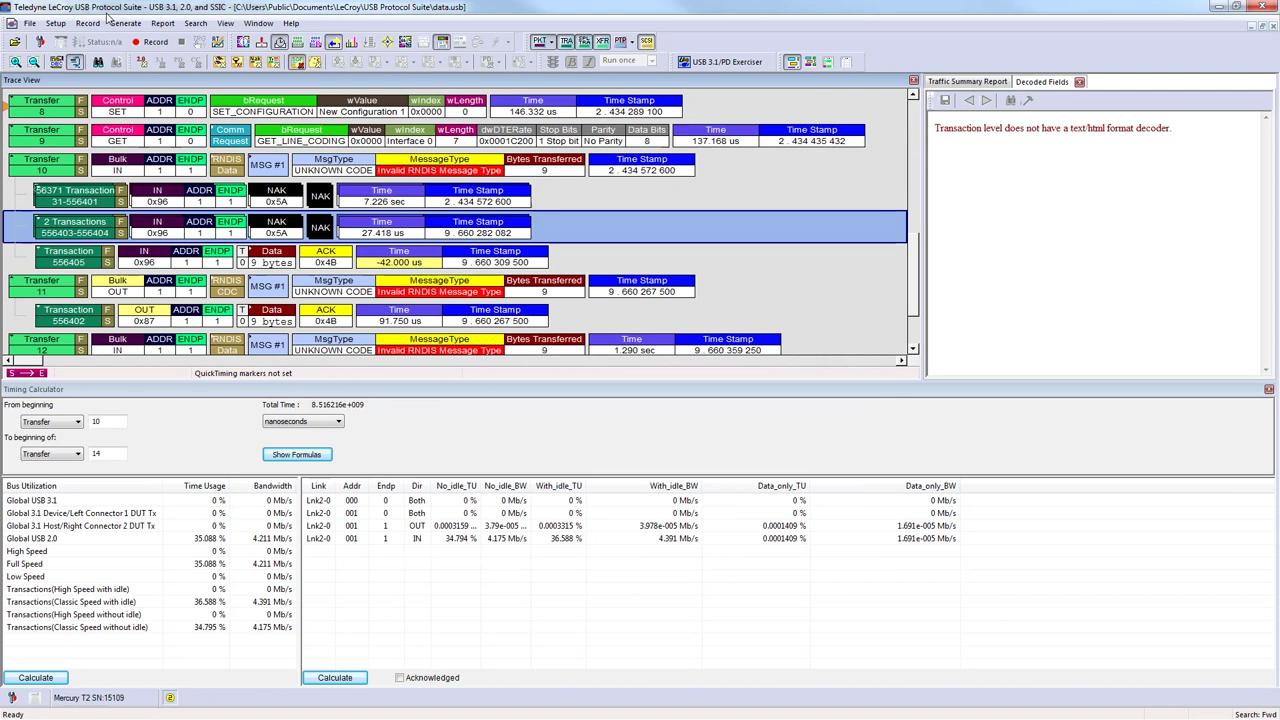 Teledyne LeCroy USB Protocol Suite - USB 3.1, 2.0, and SSIC - [C:\Users\Public\Documents\LeCroy\USB Protocol Suite\data.usb]
File Setup Record Generate Report Search View Window Help
Status:n/a Record PKT TRA XFR PTP SCSI
Run once USB 3.1/PD Exerciser
Trace View
Traffic Summary Report Decoded Fields
Transaction level does not have a text/html format decoder.
Transfer F Control ADDR ENDP bRequest wValue wIndex wLength Time Time Stamp
8 S SET 1 0 SET_CONFIGURATION New Configuration 1 0x0000 0 146.332 us 2 . 434 289 100
Transfer F Control ADDR ENDP Comm bRequest wValue wIndex wLength dwDTERate Stop Bits Parity Data Bits Time Time Stamp
9 S GET 1 0 Request GET_LINE_CODING 0x0000 Interface 0 7 0x0001C200 1 Stop bit No Parity 8 137.168 us 2 . 434 435 432
Transfer F Bulk ADDR ENDP RNDIS MSG #1 MsgType MessageType Bytes Transferred Time Stamp
10 S IN 1 1 Data UNKNOWN CODE Invalid RNDIS Message Type 9 2 . 434 572 600
56371 Transaction F IN ADDR ENDP NAK NAK Time Time Stamp
31-556401 S 0x96 1 1 0x5A 7.226 sec 2 . 434 572 600
2 Transactions F IN ADDR ENDP NAK NAK Time Time Stamp
556403-556404 S 0x96 1 1 0x5A 27.418 us 9 . 660 282 082
Transaction F IN ADDR ENDP T Data ACK Time Time Stamp
556405 S 0x96 1 1 0 9 bytes 0x4B -42.000 us 9 . 660 309 500
Transfer F Bulk ADDR ENDP RNDIS MSG #1 MsgType MessageType Bytes Transferred Time Stamp
11 S OUT 1 1 CDC UNKNOWN CODE Invalid RNDIS Message Type 9 9 . 660 267 500
Transaction F OUT ADDR ENDP T Data ACK Time Time Stamp
556402 S 0x87 1 1 0 9 bytes 0x4B 91.750 us 9 . 660 267 500
Transfer F Bulk ADDR ENDP RNDIS MSG #1 MsgType MessageType Bytes Transferred Time Time Stamp
12 S IN 1 1 Data UNKNOWN CODE Invalid RNDIS Message Type 9 1.290 sec 9 . 660 359 250
S E QuickTiming markers not set
Timing Calculator
From beginning Total Time : 8.516216e+009
Transfer 10 nanoseconds
To beginning of:
Transfer 14 Show Formulas
Bus Utilization Time Usage Bandwidth
Global USB 3.1 0 % 0 Mb/s
Global 3.1 Device/Left Connector 1 DUT Tx 0 % 0 Mb/s
Global 3.1 Host/Right Connector 2 DUT Tx 0 % 0 Mb/s
Global USB 2.0 35.088 % 4.211 Mb/s
High Speed 0 % 0 Mb/s
Full Speed 35.088 % 4.211 Mb/s
Low Speed 0 % 0 Mb/s
Transactions(High Speed with idle) 0 % 0 Mb/s
Transactions(Classic Speed with idle) 36.588 % 4.391 Mb/s
Transactions(High Speed without idle) 0 % 0 Mb/s
Transactions(Classic Speed without idle) 34.795 % 4.175 Mb/s
Link Addr Endp Dir No_idle_TU No_idle_BW With_idle_TU With_idle_BW Data_only_TU Data_only_BW
Lnk2-0 000 0 Both 0 % 0 Mb/s 0 % 0 Mb/s 0 % 0 Mb/s
Lnk2-0 001 0 Both 0 % 0 Mb/s 0 % 0 Mb/s 0 % 0 Mb/s
Lnk2-0 001 1 OUT 0.0003159 ... 3.79e-005 ... 0.0003315 % 3.978e-005 Mb/s 0.0001409 % 1.691e-005 Mb/s
Lnk2-0 001 1 IN 34.794 % 4.175 Mb/s 36.588 % 4.391 Mb/s 0.0001409 % 1.691e-005 Mb/s
Calculate Calculate Acknowledged
Mercury T2 SN:15109 2
Ready Search: Fwd